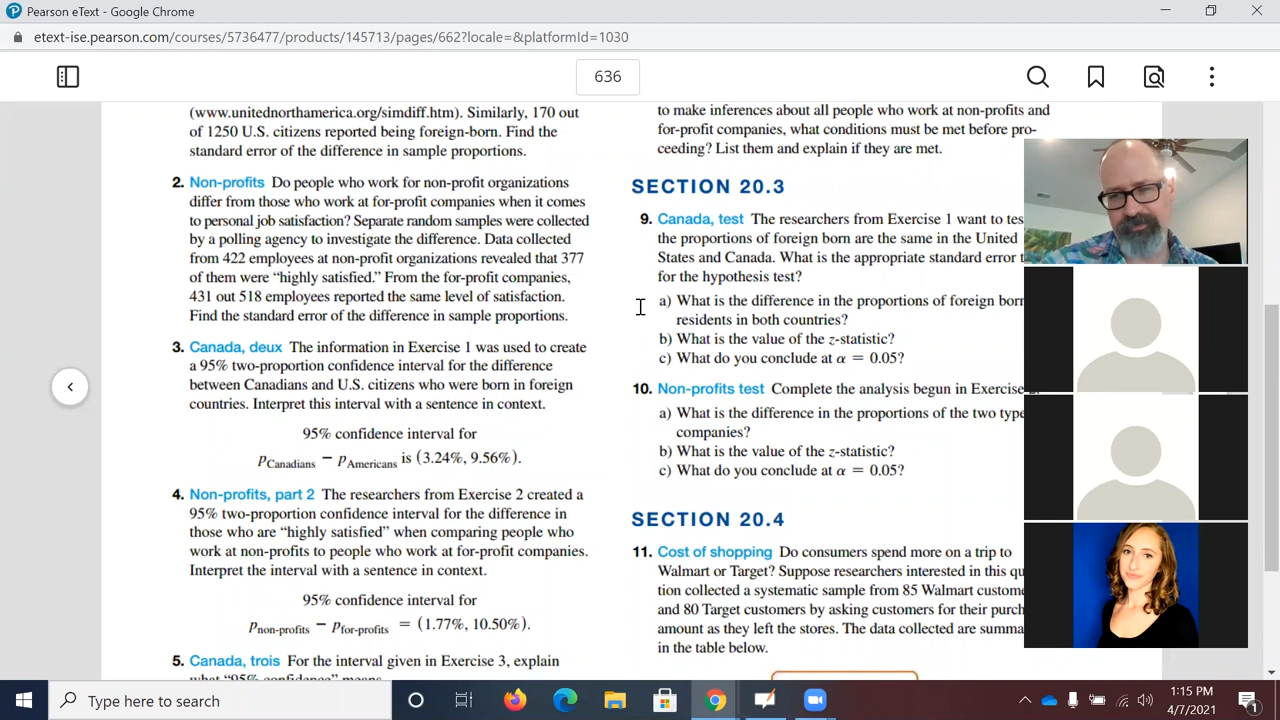 Pearson eText - Google Chrome
etext-ise.pearson.com/courses/5736477/products/145713/pages/662?locale=&platformId=1030
636
(www.unitednorthamerica.org/simdiff.htm). Similarly, 170 out
of 1250 U.S. citizens reported being foreign-born. Find the
standard error of the difference in sample proportions.
2. Non-profits Do people who work for non-profit organizations
differ from those who work at for-profit companies when it comes
to personal job satisfaction? Separate random samples were collected
by a polling agency to investigate the difference. Data collected
from 422 employees at non-profit organizations revealed that 377
of them were “highly satisfied.” From the for-profit companies,
431 out 518 employees reported the same level of satisfaction.
Find the standard error of the difference in sample proportions.
3. Canada, deux The information in Exercise 1 was used to create
a 95% two-proportion confidence interval for the difference
between Canadians and U.S. citizens who were born in foreign
countries. Interpret this interval with a sentence in context.
95% confidence interval for
pCanadians − pAmericans is (3.24%, 9.56%).
4. Non-profits, part 2 The researchers from Exercise 2 created a
95% two-proportion confidence interval for the difference in
those who are “highly satisfied” when comparing people who
work at non-profits to people who work at for-profit companies.
Interpret the interval with a sentence in context.
95% confidence interval for
pnon-profits − pfor-profits = (1.77%, 10.50%).
5. Canada, trois For the interval given in Exercise 3, explain
what “95% confidence” means.
to make inferences about all people who work at non-profits and
for-profit companies, what conditions must be met before pro-
ceeding? List them and explain if they are met.
SECTION 20.3
9. Canada, test The researchers from Exercise 1 want to tes
the proportions of foreign born are the same in the United
States and Canada. What is the appropriate standard error t
for the hypothesis test?
a) What is the difference in the proportions of foreign born
residents in both countries?
b) What is the value of the z-statistic?
c) What do you conclude at α = 0.05?
10. Non-profits test Complete the analysis begun in Exercise 2.
a) What is the difference in the proportions of the two type
companies?
b) What is the value of the z-statistic?
c) What do you conclude at α = 0.05?
SECTION 20.4
11. Cost of shopping Do consumers spend more on a trip to
Walmart or Target? Suppose researchers interested in this qu
tion collected a systematic sample from 85 Walmart custome
and 80 Target customers by asking customers for their purch
amount as they left the stores. The data collected are summa
in the table below.
Type here to search
1:15 PM
4/7/2021
1